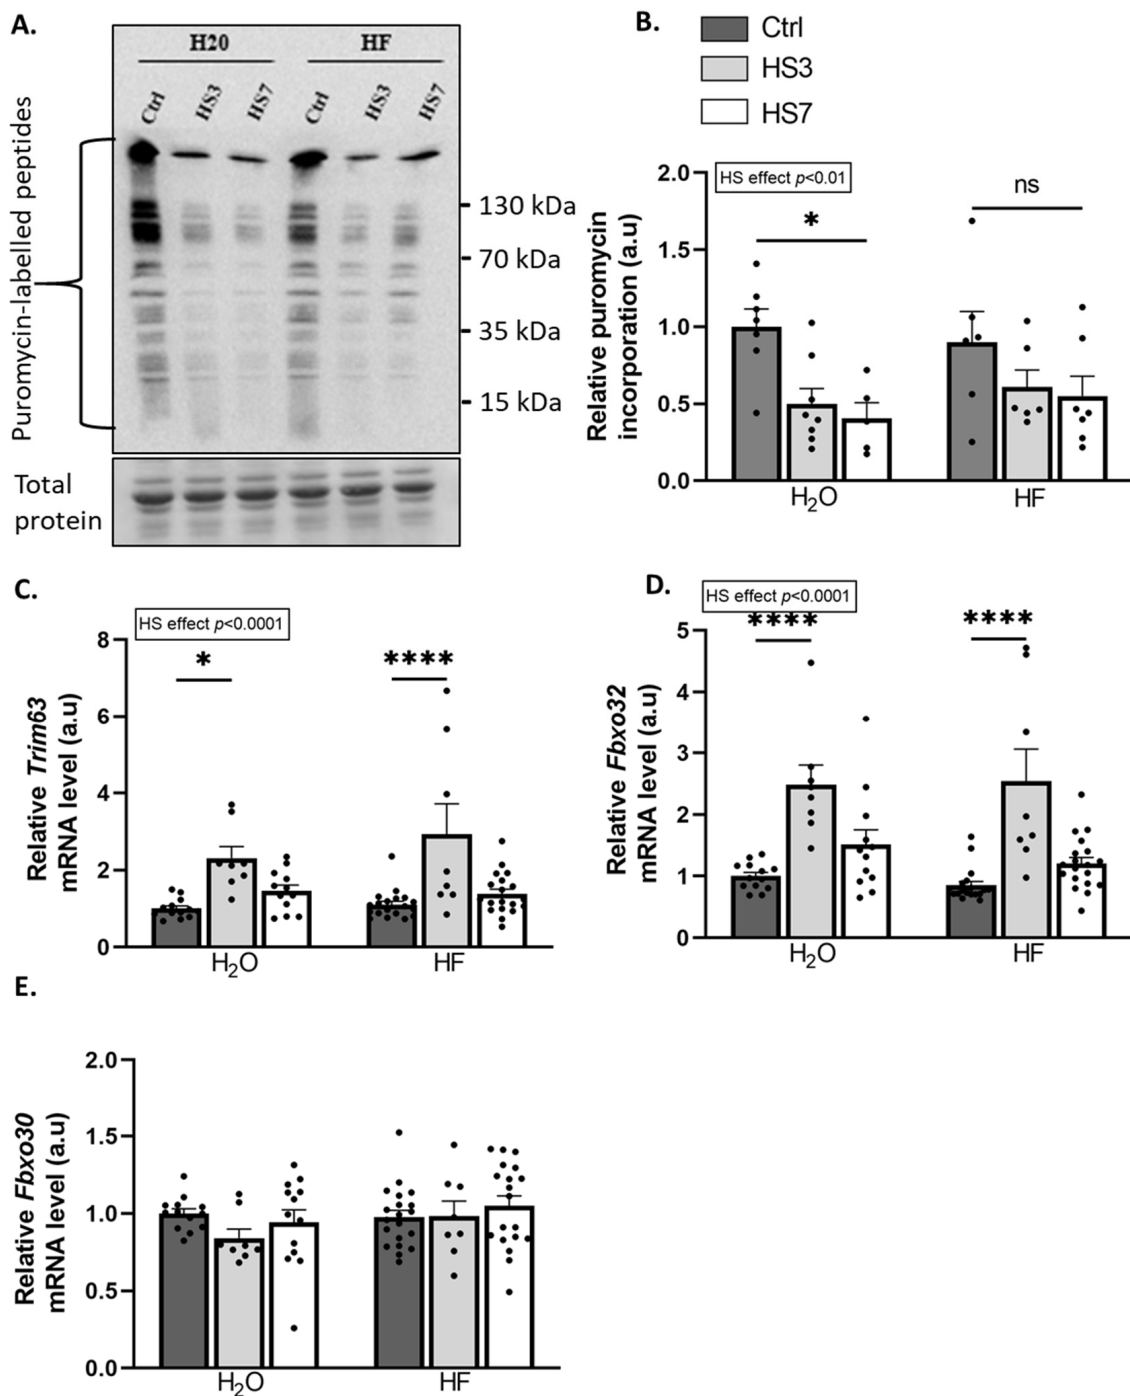 A.
H20
HF
Ctrl
HS3
HS7
Ctrl
HS3
HS7
Puromycin-labelled peptides
130 kDa
70 kDa
35 kDa
15 kDa
Total
protein
B.
Ctrl
HS3
HS7
HS effect p<0.01
*
ns
Relative puromycin
incorporation (a.u)
2.0
1.5
1.0
0.5
0.0
H₂O
HF
C.
HS effect p<0.0001
*
****
Relative Trim63
mRNA level (a.u)
8
6
4
2
0
H₂O
HF
D.
HS effect p<0.0001
****
****
Relative Fbxo32
mRNA level (a.u)
5
4
3
2
1
0
H₂O
HF
E.
Relative Fbxo30
mRNA level (a.u)
2.0
1.5
1.0
0.5
0.0
H₂O
HF